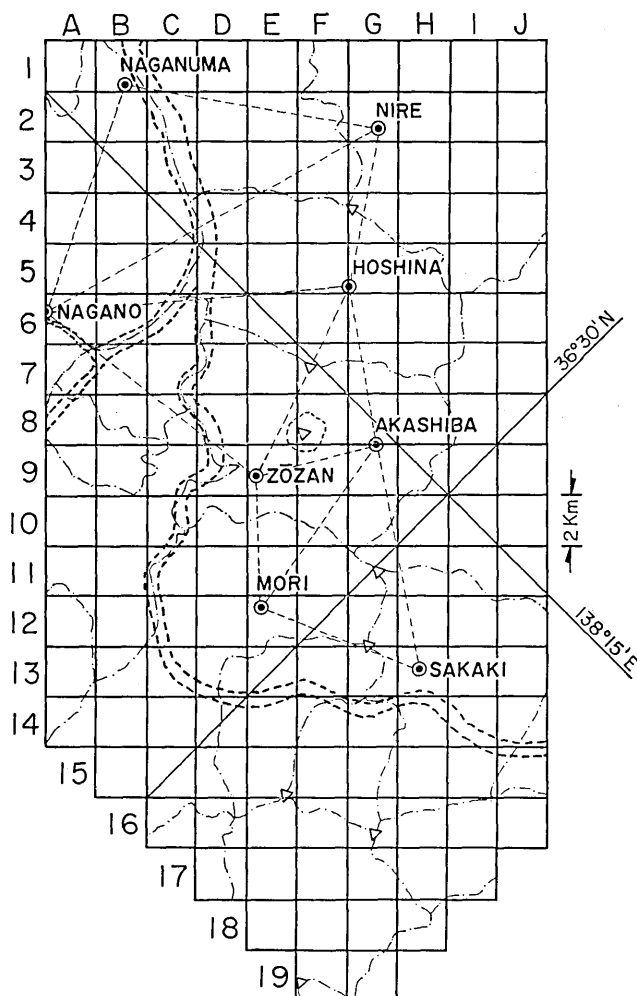 A B C D E F G H I J
1
NAGANUMA
2
NIRE
3
4
5
HOSHINA
6
NAGANO
36°30'N
7
8
AKASHIBA
9
ZŌZAN
10
2 Km
11
MORI
12
138°15'E
13
SAKAKI
14
15
16
17
18
19